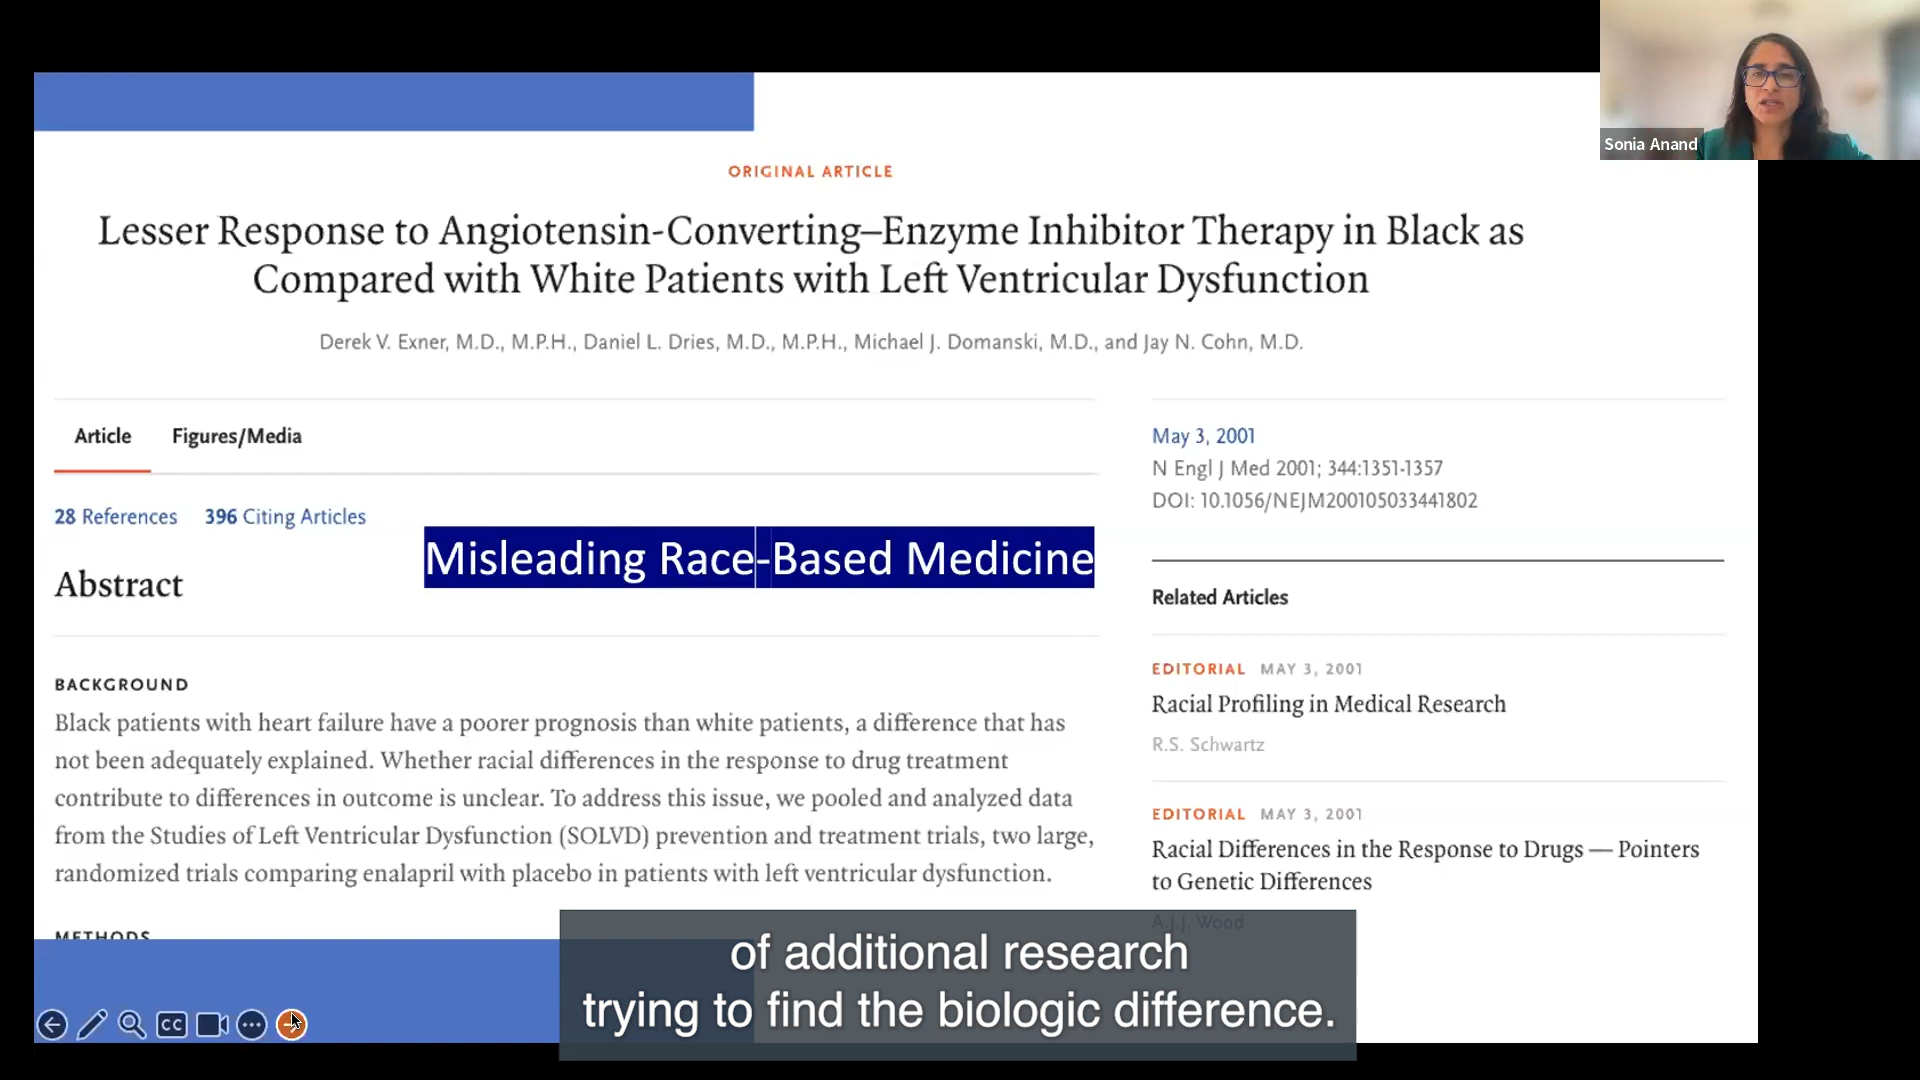 Sonia Anand
ORIGINAL ARTICLE
Lesser Response to Angiotensin-Converting–Enzyme Inhibitor Therapy in Black as
Compared with White Patients with Left Ventricular Dysfunction
Derek V. Exner, M.D., M.P.H., Daniel L. Dries, M.D., M.P.H., Michael J. Domanski, M.D., and Jay N. Cohn, M.D.
Article Figures/Media
28 References 396 Citing Articles
Misleading Race-Based Medicine
Abstract
BACKGROUND
Black patients with heart failure have a poorer prognosis than white patients, a difference that has
not been adequately explained. Whether racial differences in the response to drug treatment
contribute to differences in outcome is unclear. To address this issue, we pooled and analyzed data
from the Studies of Left Ventricular Dysfunction (SOLVD) prevention and treatment trials, two large,
randomized trials comparing enalapril with placebo in patients with left ventricular dysfunction.
METHODS
May 3, 2001
N Engl J Med 2001; 344:1351-1357
DOI: 10.1056/NEJM200105033441802
Related Articles
EDITORIAL MAY 3, 2001
Racial Profiling in Medical Research
R.S. Schwartz
EDITORIAL MAY 3, 2001
Racial Differences in the Response to Drugs — Pointers
to Genetic Differences
A.J.J. Wood
of additional research
trying to find the biologic difference.
CC